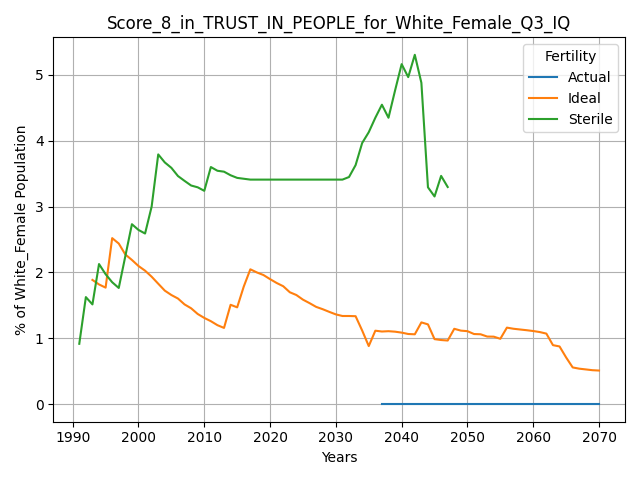 Score_8_in_TRUST_IN_PEOPLE_for_White_Female_Q3_IQ
% of White_Female Population
5
4
3
2
1
0
Fertility
Actual
Ideal
Sterile
1990 2000 2010 2020 2030 2040 2050 2060 2070
Years